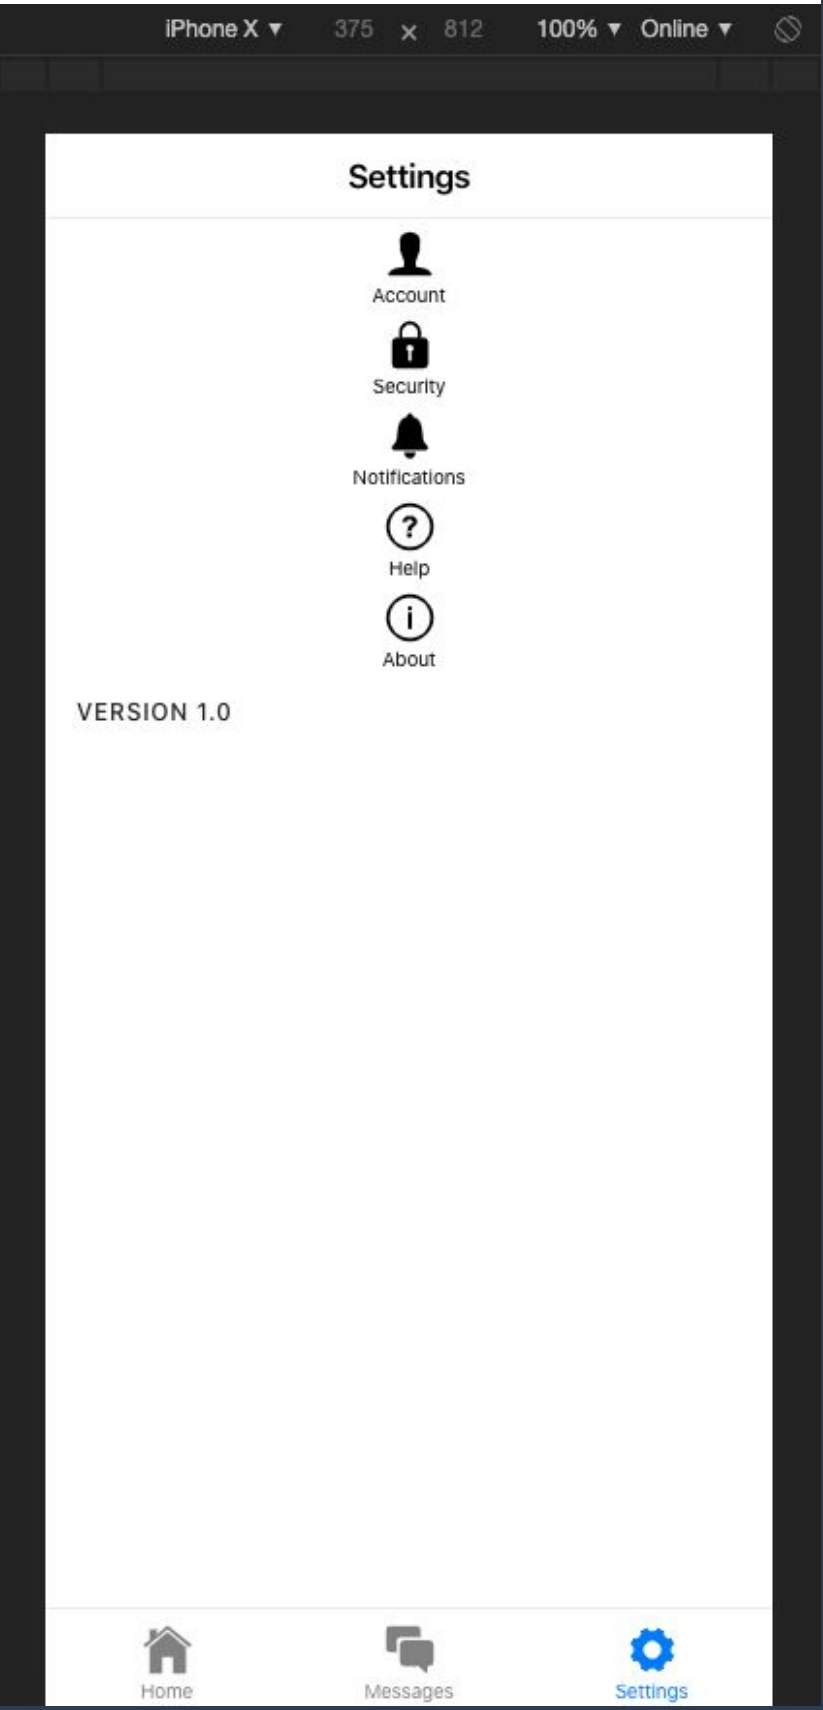 iPhone X ▼ 375 × 812 100% ▼ Online ▼
Settings
Account
Security
Notifications
?
Help
i
About
VERSION 1.0
Home Messages Settings